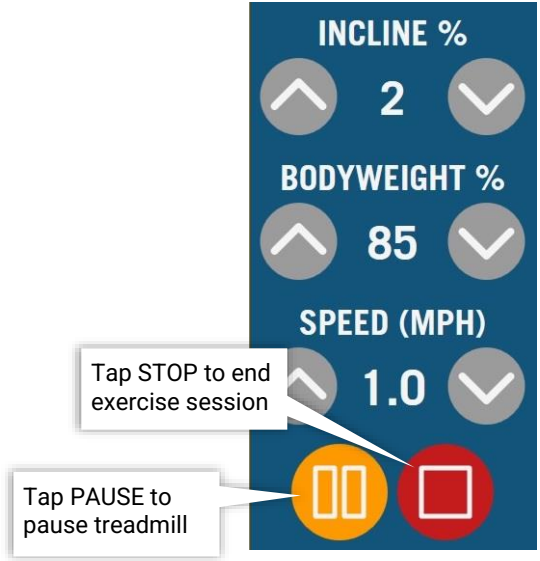 INCLINE %
2
BODYWEIGHT %
85
SPEED (MPH)
1.0
Tap STOP to end
exercise session
Tap PAUSE to
pause treadmill